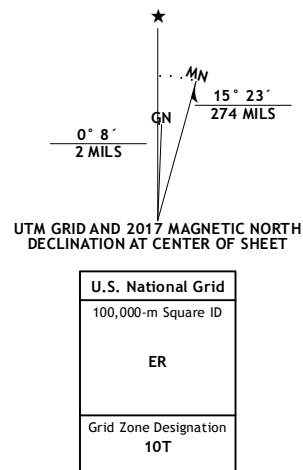 MN
GN
15° 23´
274 MILS
0° 8´
2 MILS
UTM GRID AND 2017 MAGNETIC NORTH
DECLINATION AT CENTER OF SHEET
U.S. National Grid
100,000-m Square ID
ER
Grid Zone Designation
10T